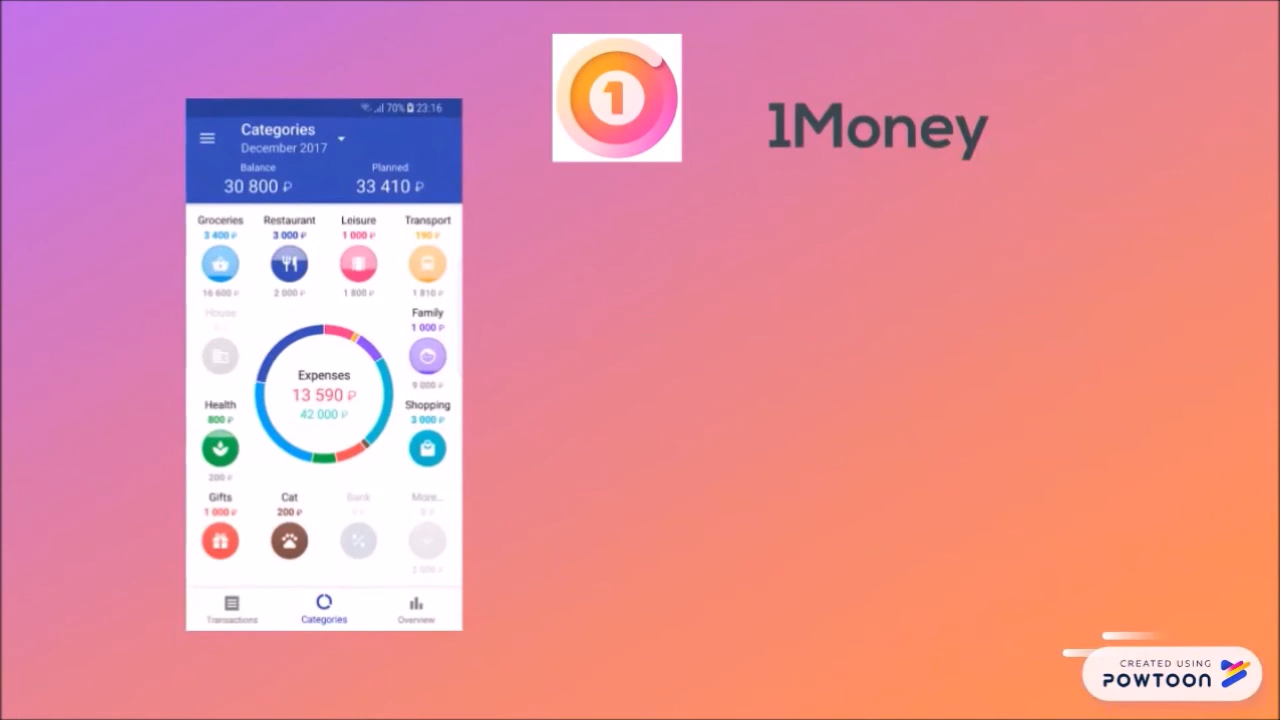 1
1Money
70% 23:16
Categories
December 2017
Balance Planned
30 800 ₽ 33 410 ₽
Groceries Restaurant Leisure Transport
3 400 ₽ 3 000 ₽ 1 000 ₽ 190 ₽
16 600 ₽ 2 000 ₽ 1 800 ₽ 1 810 ₽
House Family
1 000 ₽
9 000 ₽
Expenses
13 590 ₽
42 000 ₽
Health Shopping
800 ₽ 3 000 ₽
200 ₽
Gifts Cat Bank More...
1 000 ₽ 200 ₽ 0 ₽
2 000 ₽
Transactions Categories Overview
CREATED USING
POWTOON